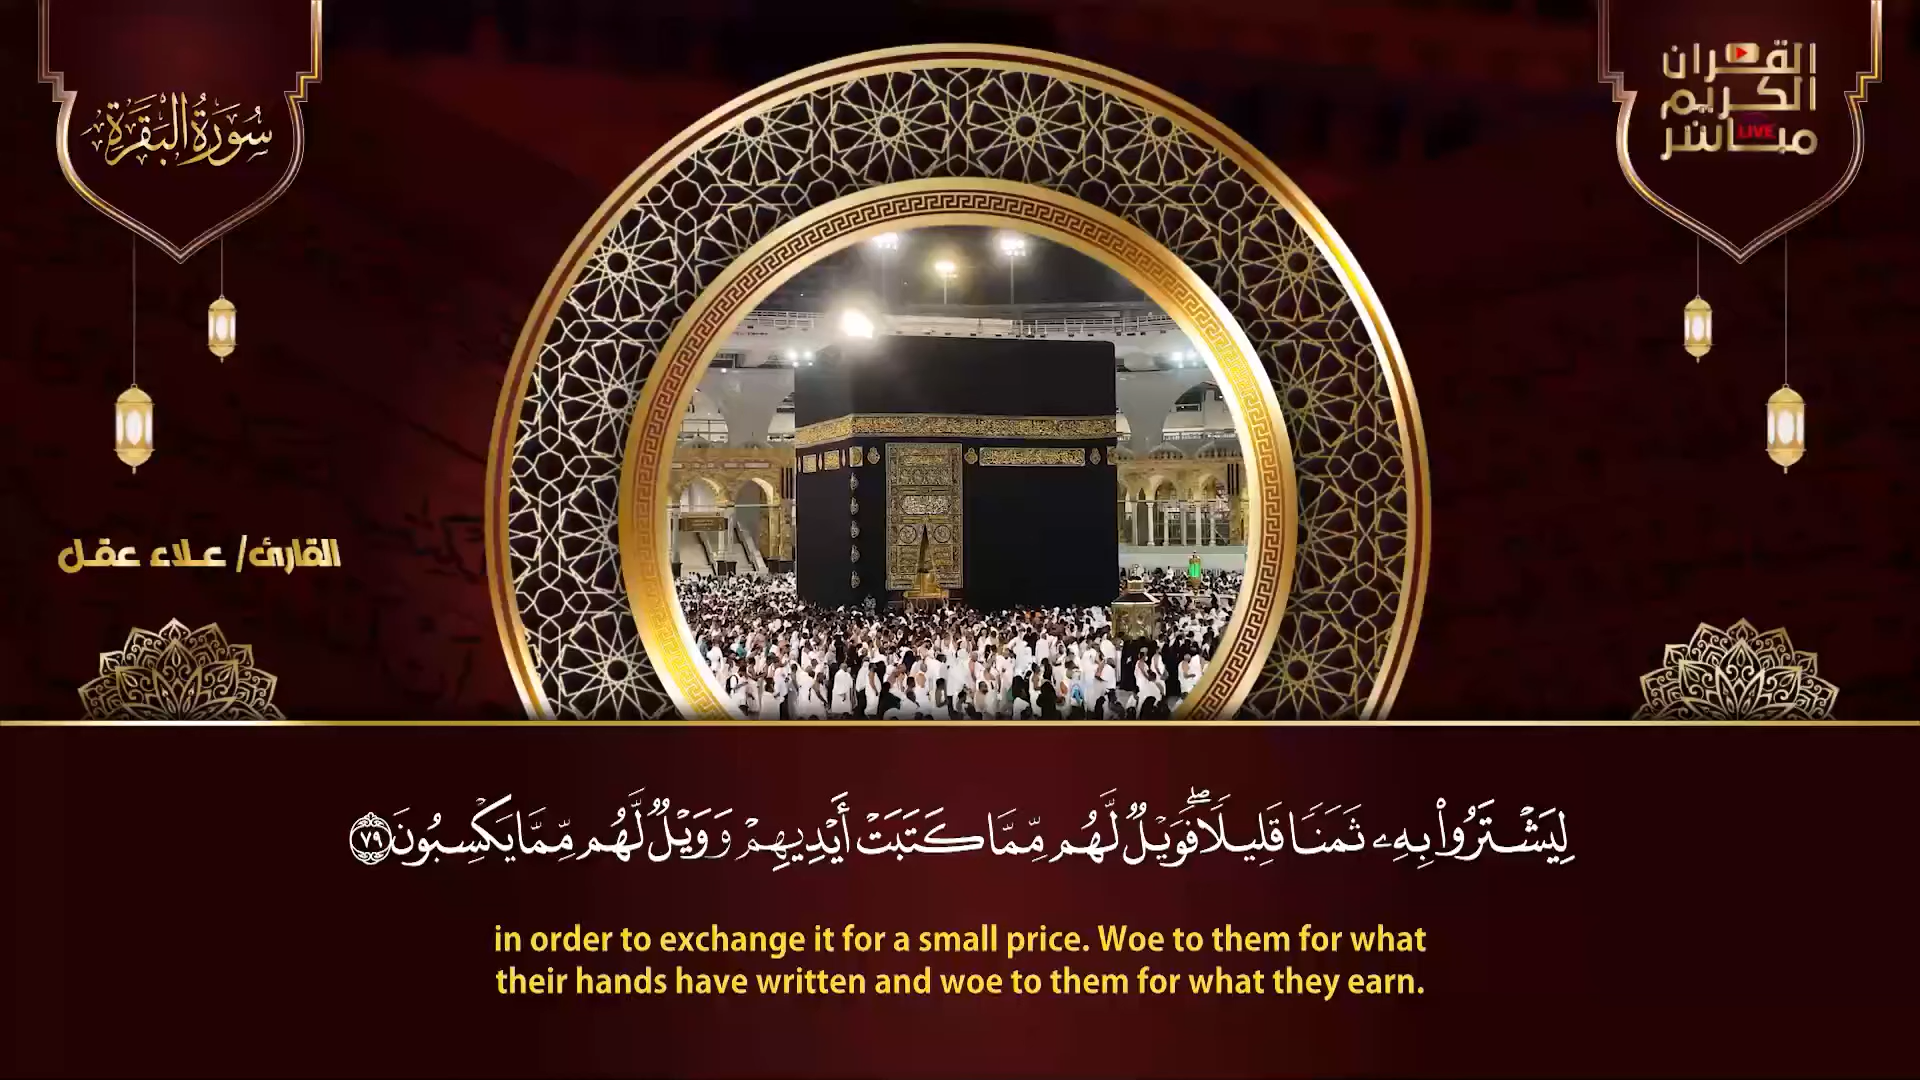 سُورَةُ البَقَرَةِ
القران
الكريم
مباشر
LIVE
القارئ/ علاء عقل
لِيَشْتَرُوا۟ بِهِۦ ثَمَنًا قَلِيلًا ۖ فَوَيْلٌ لَّهُم مِّمَّا كَتَبَتْ أَيْدِيهِمْ وَوَيْلٌ لَّهُم مِّمَّا يَكْسِبُونَ ٧٩
in order to exchange it for a small price. Woe to them for what
their hands have written and woe to them for what they earn.